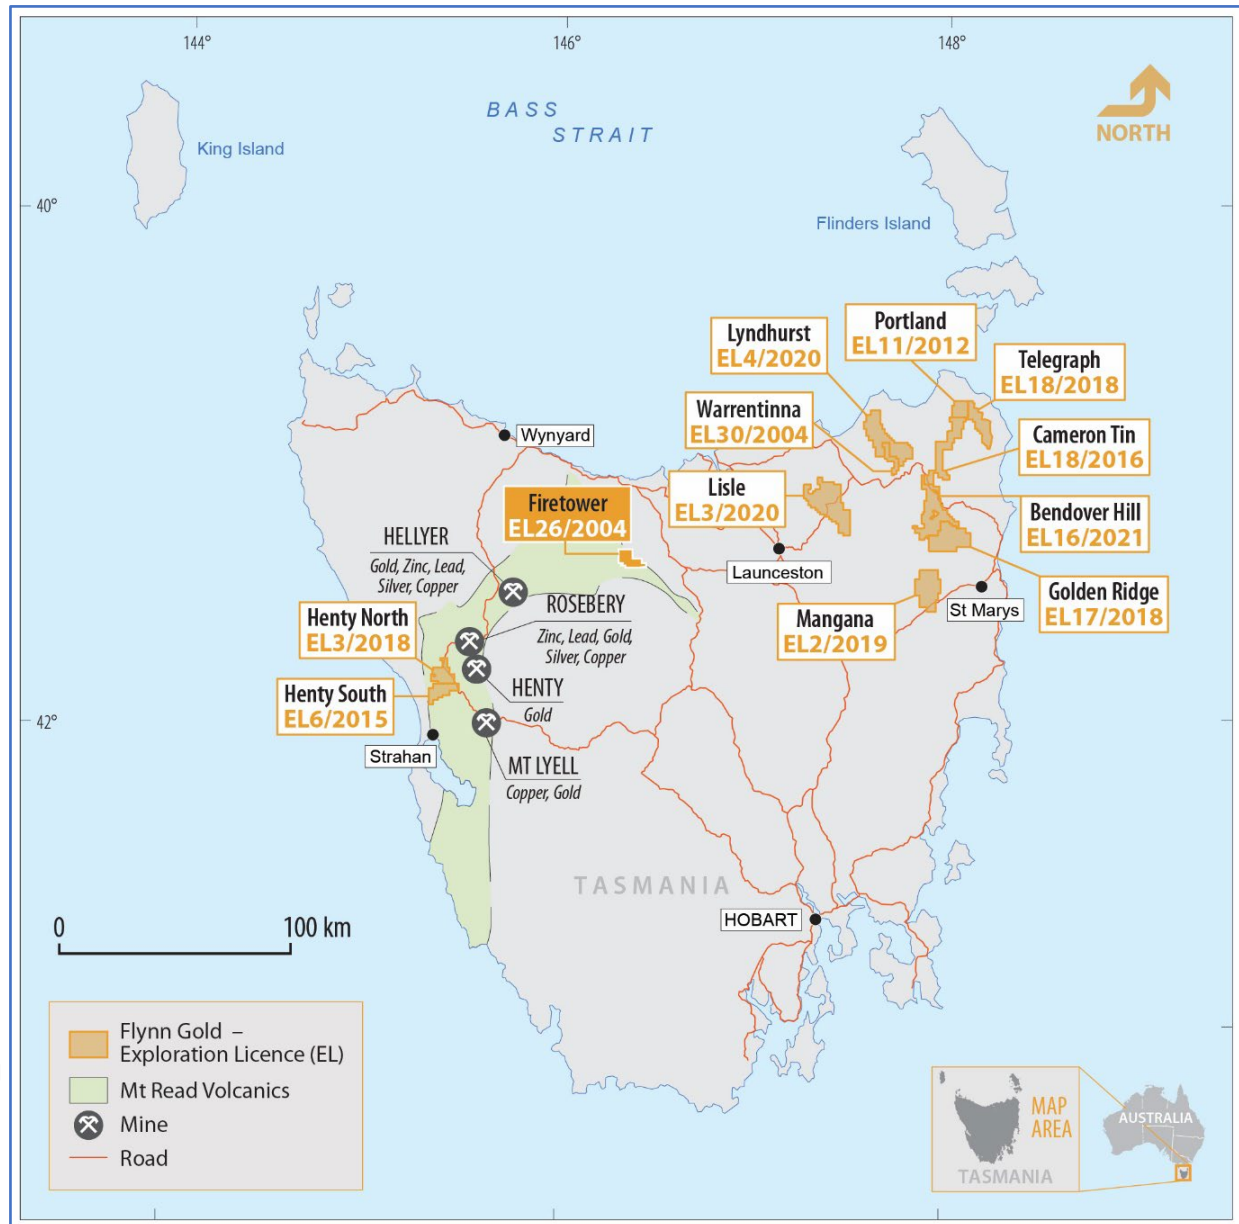 144°
146°
148°
BASS
STRAIT
NORTH
King Island
40°
Flinders Island
Portland
EL11/2012
Lyndhurst
EL4/2020
Telegraph
EL18/2018
Warrentinna
EL30/2004
Cameron Tin
EL18/2016
Wynyard
Lisle
EL3/2020
Firetower
EL26/2004
Bendover Hill
EL16/2021
HELLYER
Gold, Zinc, Lead,
Silver, Copper
Launceston
Golden Ridge
EL17/2018
ROSEBERY
Zinc, Lead, Gold,
Silver, Copper
St Marys
Henty North
EL3/2018
Mangana
EL2/2019
HENTY
Gold
Henty South
EL6/2015
42°
Strahan
MT LYELL
Copper, Gold
TASMANIA
HOBART
0
100 km
Flynn Gold –
Exploration Licence (EL)
Mt Read Volcanics
Mine
Road
MAP
AREA
TASMANIA
AUSTRALIA